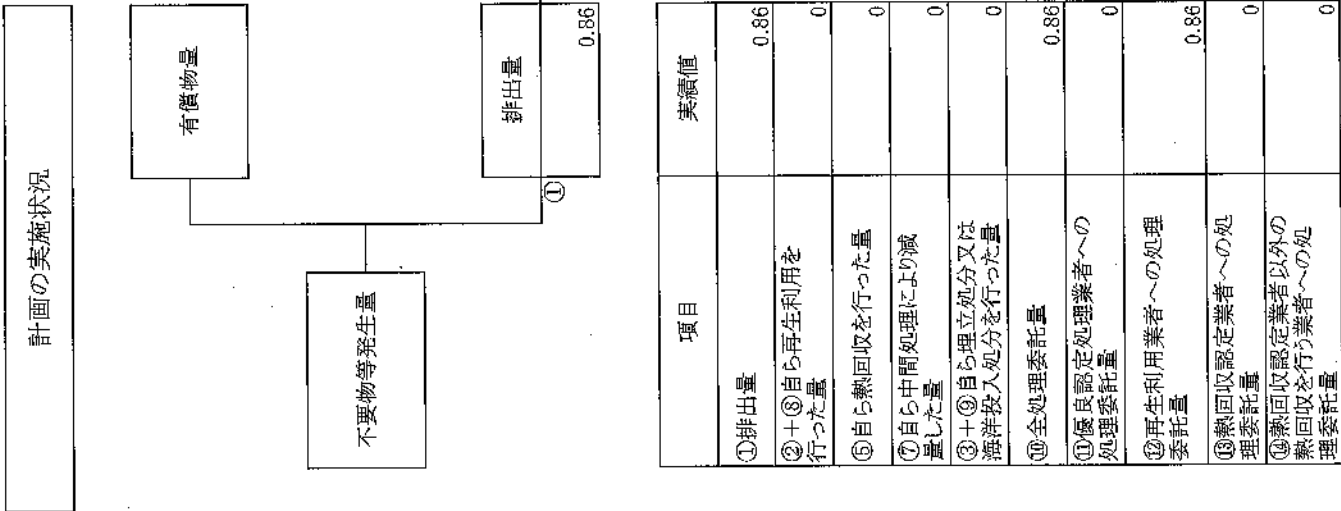 計画の実施状況
有償物量
不要物等発生量
①
排出量
0.86
項目
実績値
①排出量
0.86
②+⑧自ら再生利用を
行った量
0
⑤自ら熱回収を行った量
0
⑦自ら中間処理により減
量した量
0
③+⑨自ら埋立処分又は
海洋投入処分を行った量
0
⑩全処理委託量
0.86
⑪優良認定処理業者への
処理委託量
0
⑫再生利用業者への処理
委託量
0.86
⑬熱回収認定業者への処
理委託量
0
⑭熱回収認定業者以外の
熱回収を行う業者への処
理委託量
0